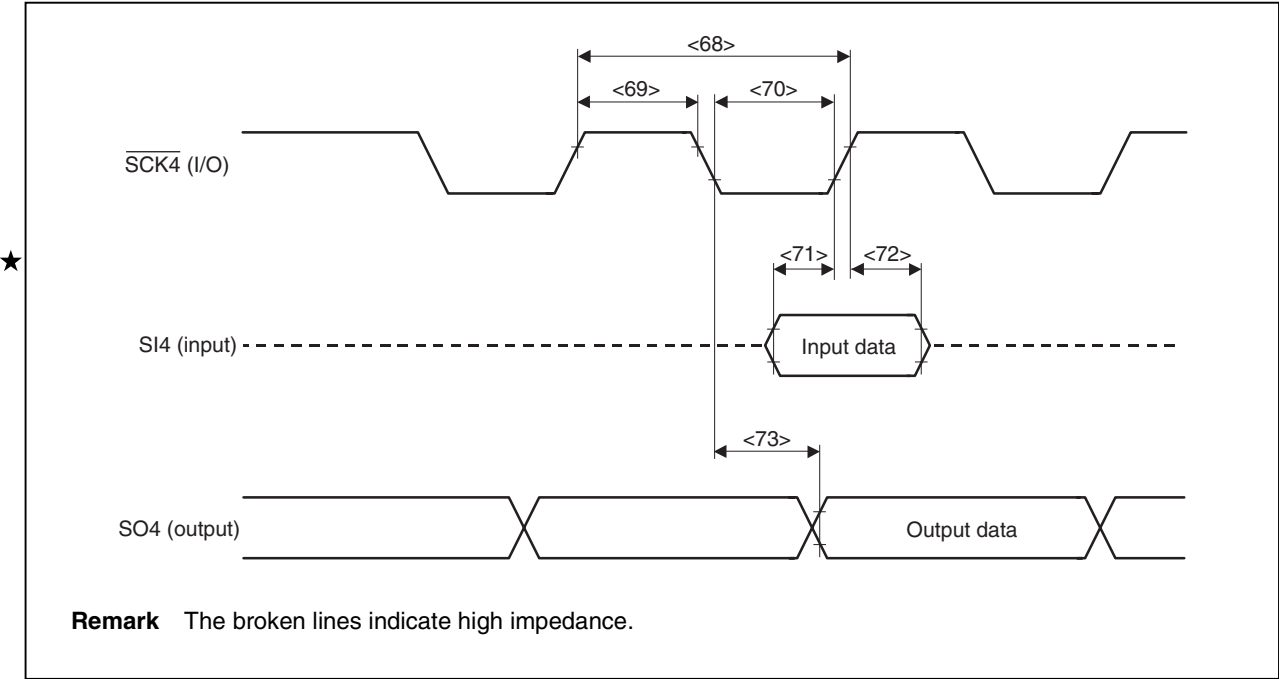 <68>
<69> <70>
SCK4 (I/O)
<71> <72>
★
SI4 (input) Input data
<73>
SO4 (output) Output data
Remark The broken lines indicate high impedance.